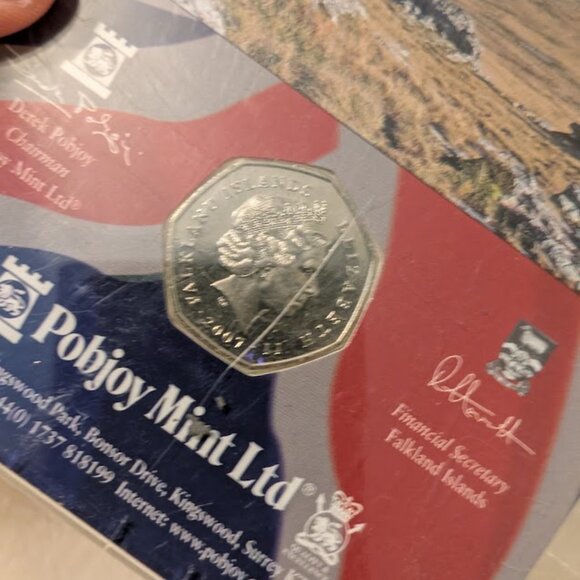 Derek Pobjoy
Chairman
Mint Ltd®
FALKLAND ISLANDS
ELIZABETH II
2007
Pobjoy Mint Ltd®
Kingswood Park, Bonsor Drive, Kingswood, Surrey
44(0) 1737 818199 Internet: www.pobjoy.
Financial Secretary
Falkland Islands